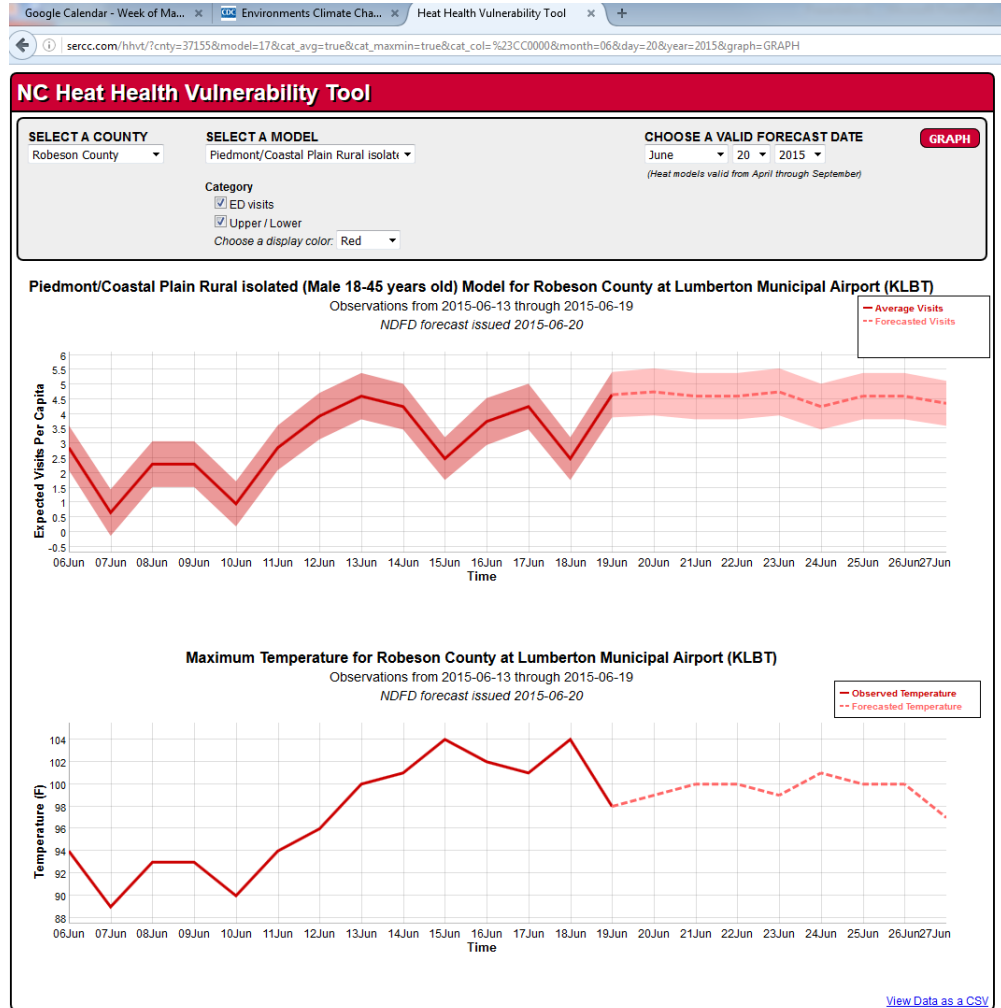 Google Calendar - Week of Ma... ×
CDC Environments Climate Cha... ×
Heat Health Vulnerability Tool × +
sercc.com/hhvt/?cnty=37155&model=17&cat_avg=true&cat_maxmin=true&cat_col=%23CC0000&month=06&day=20&year=2015&graph=GRAPH
NC Heat Health Vulnerability Tool
SELECT A COUNTY
Robeson County
SELECT A MODEL
Piedmont/Coastal Plain Rural isolate
Category
ED visits
Upper / Lower
Choose a display color: Red
CHOOSE A VALID FORECAST DATE
June 20 2015
(Heat models valid from April through September)
GRAPH
Piedmont/Coastal Plain Rural isolated (Male 18-45 years old) Model for Robeson County at Lumberton Municipal Airport (KLBT)
Observations from 2015-06-13 through 2015-06-19
NDFD forecast issued 2015-06-20
Average Visits
Forecasted Visits
Expected Visits Per Capita
6
5.5
5
4.5
4
3.5
3
2.5
2
1.5
1
0.5
0
-0.5
06Jun 07Jun 08Jun 09Jun 10Jun 11Jun 12Jun 13Jun 14Jun 15Jun 16Jun 17Jun 18Jun 19Jun 20Jun 21Jun 22Jun 23Jun 24Jun 25Jun 26Jun 27Jun
Time
Maximum Temperature for Robeson County at Lumberton Municipal Airport (KLBT)
Observations from 2015-06-13 through 2015-06-19
NDFD forecast issued 2015-06-20
Observed Temperature
Forecasted Temperature
Temperature (F)
104
102
100
98
96
94
92
90
88
06Jun 07Jun 08Jun 09Jun 10Jun 11Jun 12Jun 13Jun 14Jun 15Jun 16Jun 17Jun 18Jun 19Jun 20Jun 21Jun 22Jun 23Jun 24Jun 25Jun 26Jun 27Jun
Time
View Data as a CSV